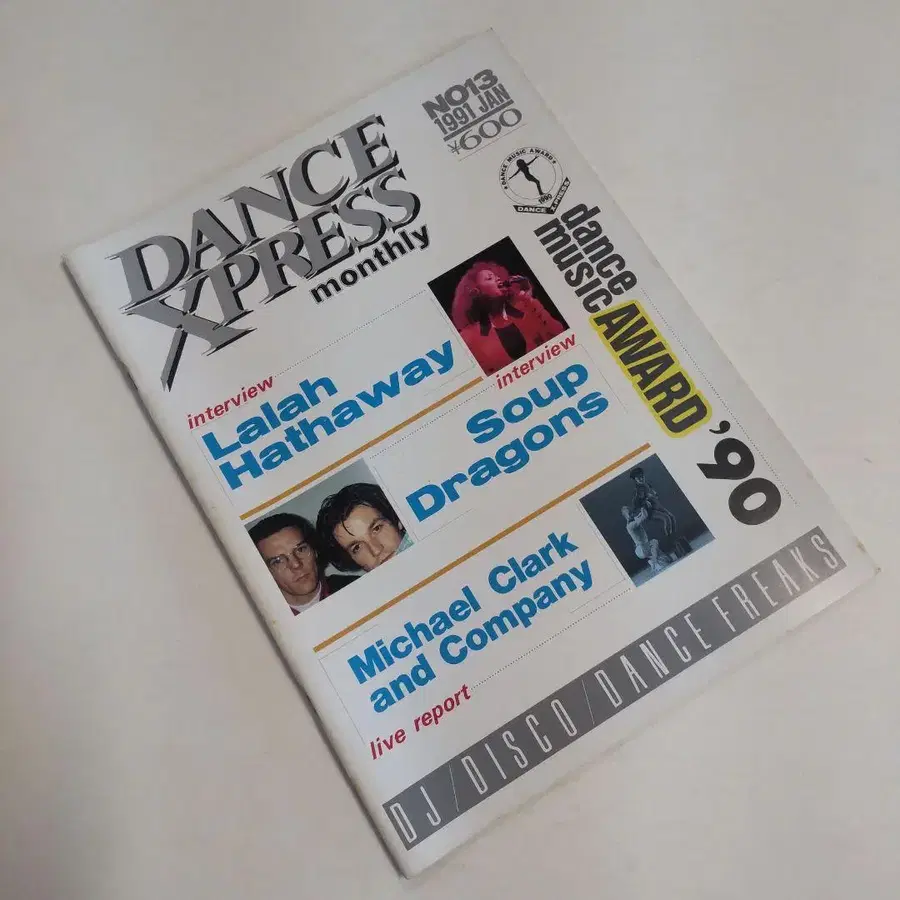 DANCE
XPRESS
monthly
NO13
1991 JAN
¥600
DANCE MUSIC AWARD
1990
DANCE XPRESS
dance
music AWARD '90
interview
Lalah
Hathaway
interview
Soup
Dragons
Michael Clark
and Company
live report
DJ/DISCO/DANCE FREAKS